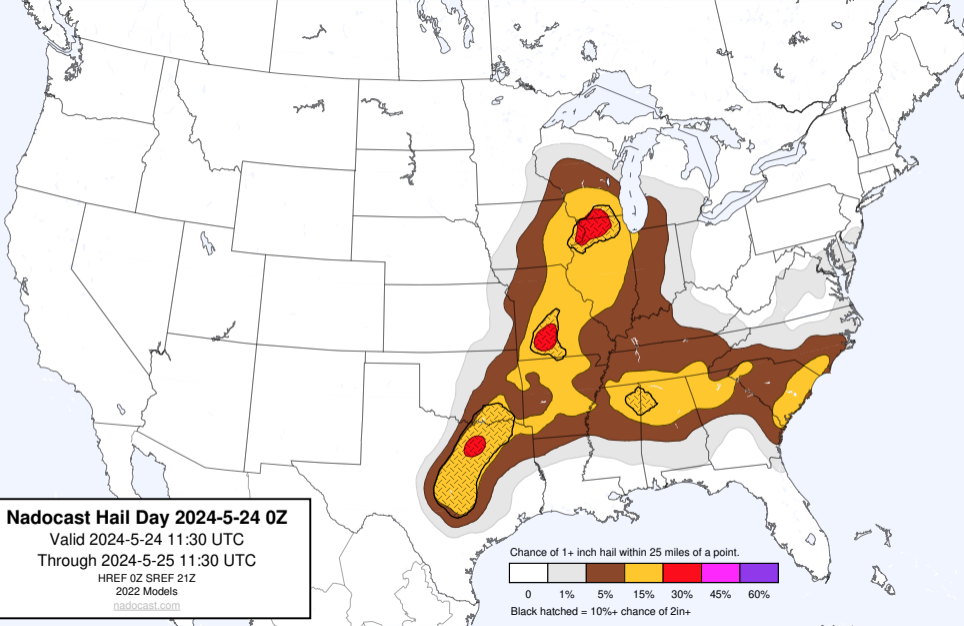 Nadocast Hail Day 2024-5-24 0Z
Valid 2024-5-24 11:30 UTC
Through 2024-5-25 11:30 UTC
HREF 0Z SREF 21Z
2022 Models
nadocast.com
Chance of 1+ inch hail within 25 miles of a point.
0 1% 5% 15% 30% 45% 60%
Black hatched = 10%+ chance of 2in+